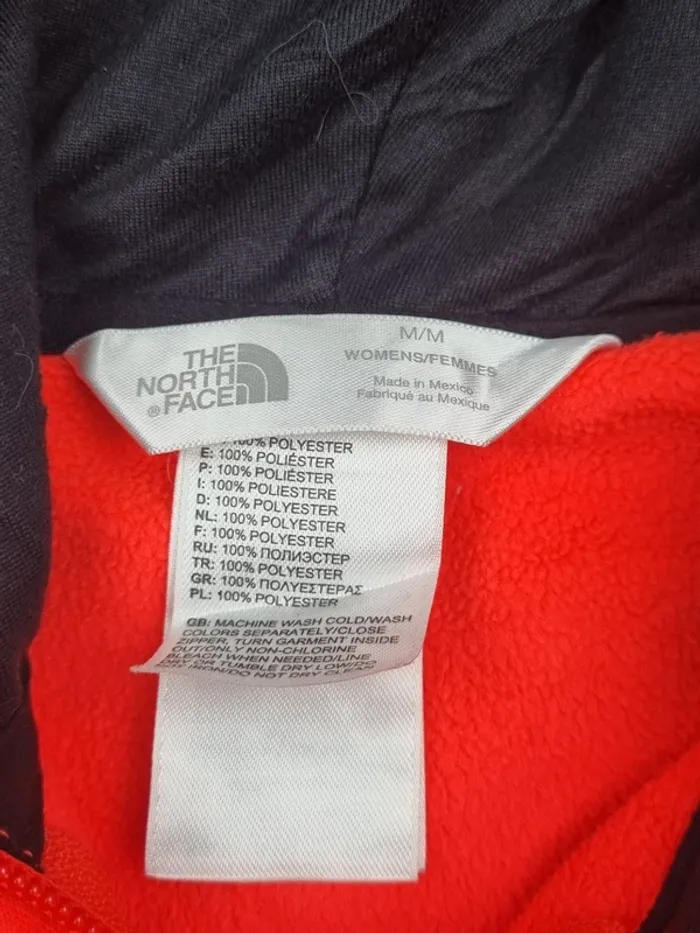 THE
NORTH
® FACE
M/M
WOMENS/FEMMES
Made in Mexico
Fabriqué au Mexique
100% POLYESTER
E: 100% POLIÉSTER
P: 100% POLIÉSTER
I: 100% POLIESTERE
D: 100% POLYESTER
NL: 100% POLYESTER
F: 100% POLYESTER
RU: 100% ПОЛИЭСТЕР
TR: 100% POLYESTER
GR: 100% ΠΟΛΥΕΣΤΕΡΑΣ
PL: 100% POLYESTER
GB: MACHINE WASH COLD/WASH
COLORS SEPARATELY/CLOSE
ZIPPER, TURN GARMENT INSIDE
OUT/ONLY NON-CHLORINE
BLEACH WHEN NEEDED/LINE
DRY OR TUMBLE DRY LOW/DO
NOT IRON/DO NOT DRY CLEAN